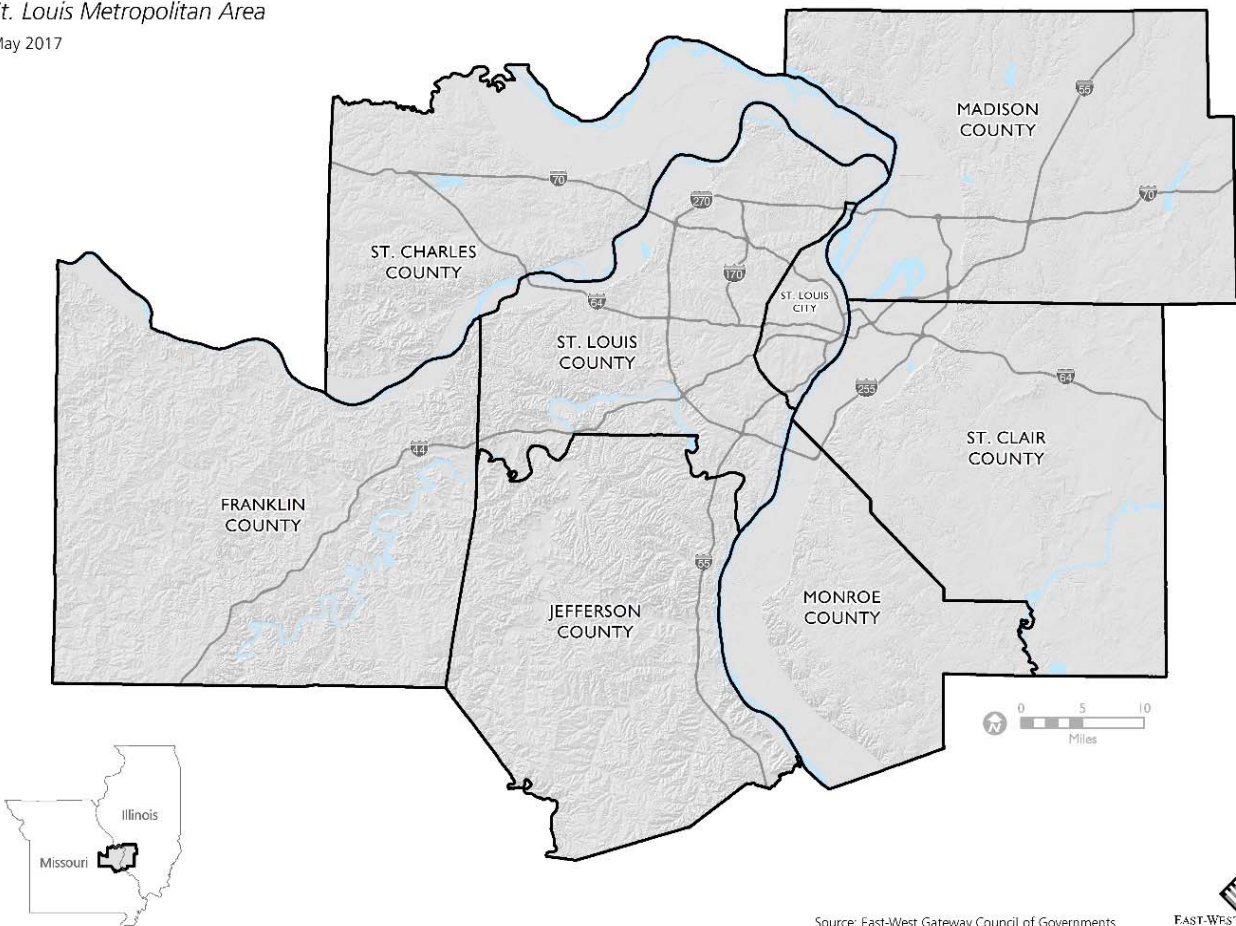 t. Louis Metropolitan Area
May 2017
MADISON
COUNTY
55
70
70
270
ST. CHARLES
COUNTY
170
ST. LOUIS
CITY
64
ST. LOUIS
COUNTY
255
64
44
ST. CLAIR
COUNTY
FRANKLIN
COUNTY
55
JEFFERSON
COUNTY
MONROE
COUNTY
N
0 5 10
Miles
Illinois
Missouri
Source: East-West Gateway Council of Governments
EAST-WEST